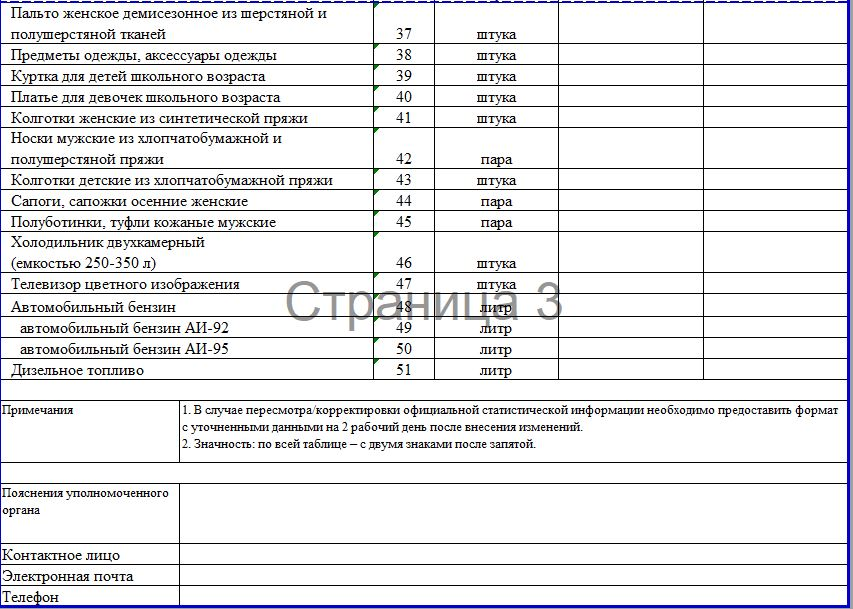 Пальто женское демисезонное из шерстяной и
полушерстяной тканей 37 штука
Предметы одежды, аксессуары одежды 38 штука
Куртка для детей школьного возраста 39 штука
Платье для девочек школьного возраста 40 штука
Колготки женские из синтетической пряжи 41 штука
Носки мужские из хлопчатобумажной и
полушерстяной пряжи 42 пара
Колготки детские из хлопчатобумажной пряжи 43 штука
Сапоги, сапожки осенние женские 44 пара
Полуботинки, туфли кожаные мужские 45 пара
Холодильник двухкамерный
(емкостью 250-350 л) 46 штука
Телевизор цветного изображения 47 штука
Страница 3
Автомобильный бензин 48 литр
автомобильный бензин АИ-92 49 литр
автомобильный бензин АИ-95 50 литр
Дизельное топливо 51 литр
Примечания
1. В случае пересмотра/корректировки официальной статистической информации необходимо предоставить формат
с уточненными данными на 2 рабочий день после внесения изменений.
2. Значность: по всей таблице – с двумя знаками после запятой.
Пояснения уполномоченного
органа
Контактное лицо
Электронная почта
Телефон